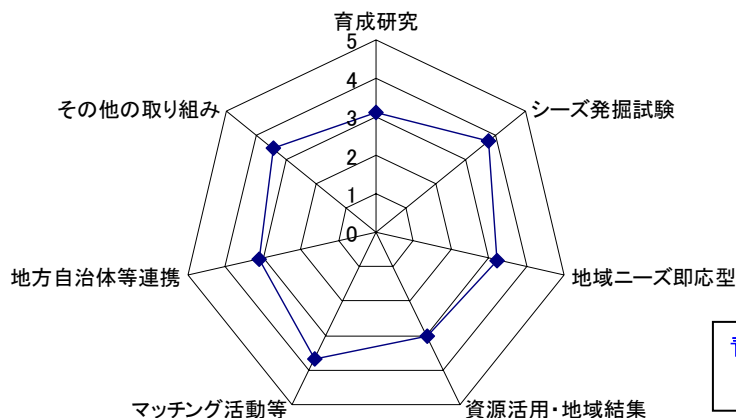 育成研究
5
4
3
2
1
0
シーズ発掘試験
地域ニーズ即応型
資源活用・地域結集
マッチング活動等
地方自治体等連携
その他の取り組み